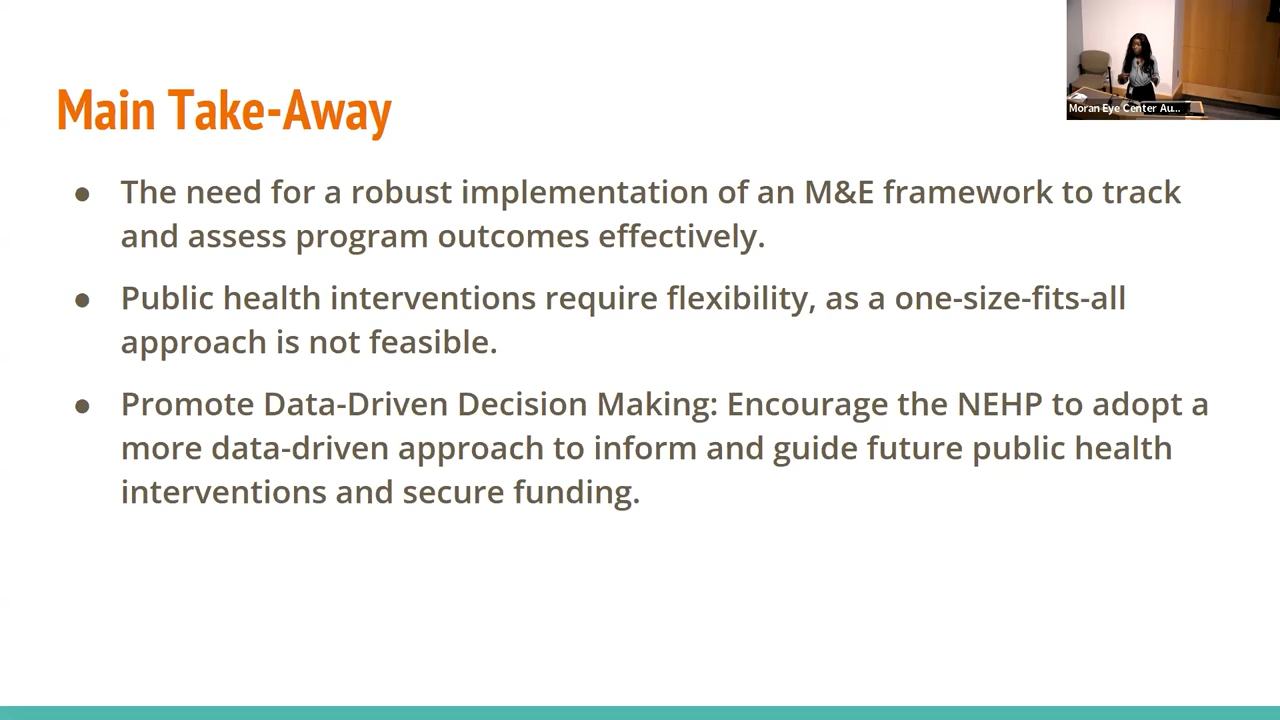 Main Take-Away
Moran Eye Center Au...
● The need for a robust implementation of an M&E framework to track
and assess program outcomes effectively.
● Public health interventions require flexibility, as a one-size-fits-all
approach is not feasible.
● Promote Data-Driven Decision Making: Encourage the NEHP to adopt a
more data-driven approach to inform and guide future public health
interventions and secure funding.